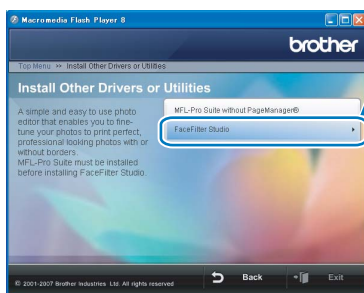 Macromedia Flash Player 8
brother
Top Menu >> Install Other Drivers or Utilities
Install Other Drivers or Utilities
A simple and easy to use photo
editor that enables you to fine-
tune your photos to print perfect,
professional looking photos with or
without borders.
MFL-Pro Suite must be installed
before installing FaceFilter Studio.
MFL-Pro Suite without PageManager®
FaceFilter Studio
© 2001-2007 Brother Industries Ltd. All rights reserved
Back
Exit